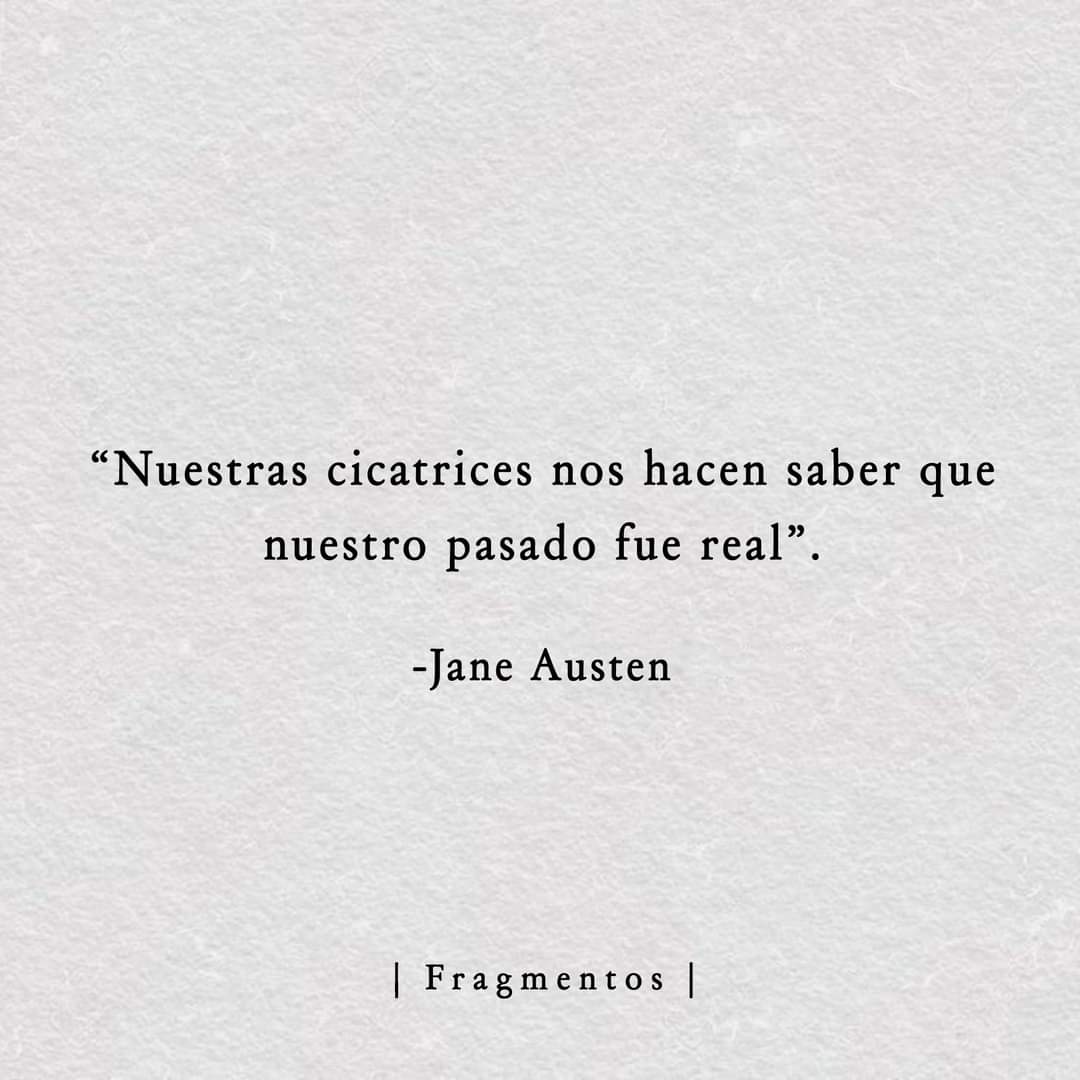 “Nuestras cicatrices nos hacen saber que
nuestro pasado fue real”.
-Jane Austen
| Fragmentos |